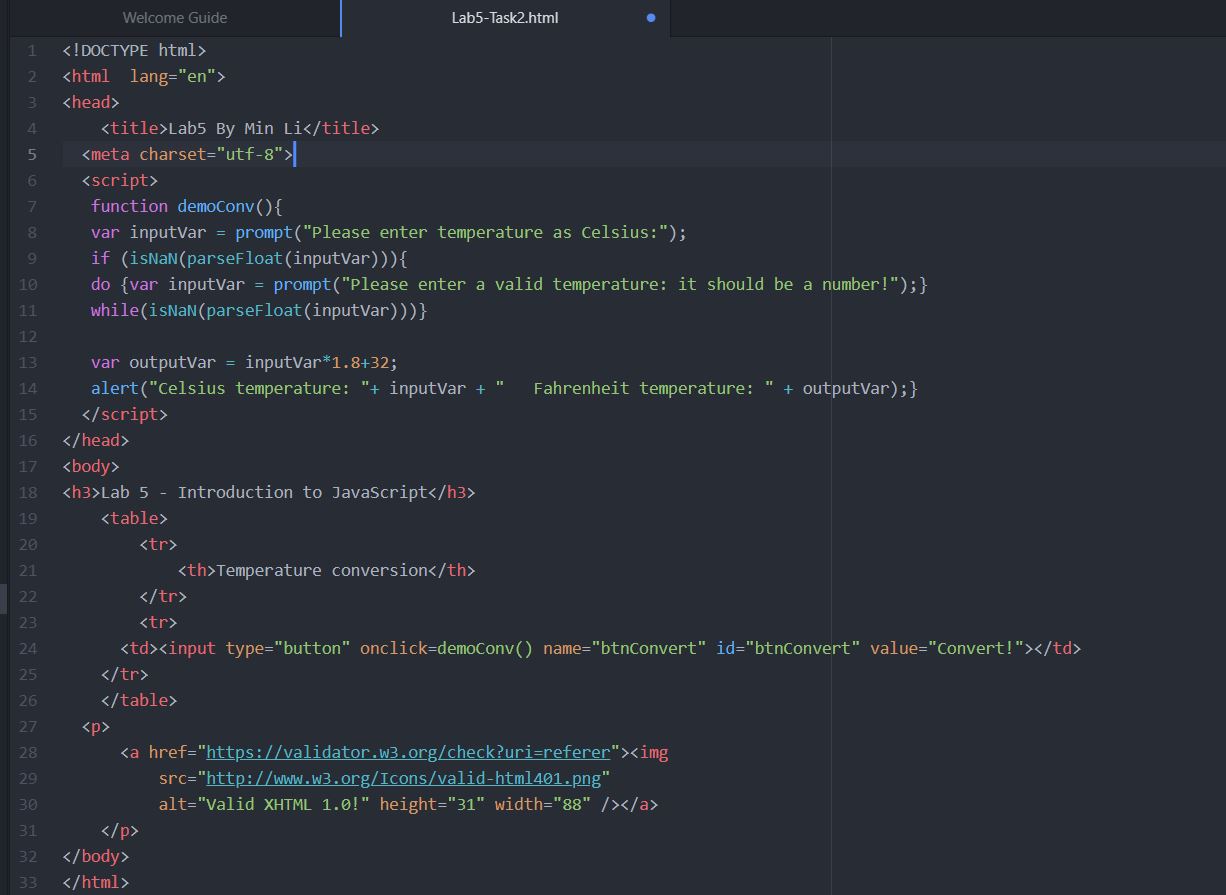 Welcome Guide
Lab5-Task2.html
1 <!DOCTYPE html>
2 <html  lang="en">
3 <head>
4     <title>Lab5 By Min Li</title>
5   <meta charset="utf-8">
6   <script>
7    function demoConv(){
8    var inputVar = prompt("Please enter temperature as Celsius:");
9    if (isNaN(parseFloat(inputVar))){
10    do {var inputVar = prompt("Please enter a valid temperature: it should be a number!");}
11    while(isNaN(parseFloat(inputVar)))}
12
13    var outputVar = inputVar*1.8+32;
14    alert("Celsius temperature: "+ inputVar + "   Fahrenheit temperature: " + outputVar);}
15   </script>
16 </head>
17 <body>
18 <h3>Lab 5 - Introduction to JavaScript</h3>
19     <table>
20         <tr>
21             <th>Temperature conversion</th>
22         </tr>
23         <tr>
24       <td><input type="button" onclick=demoConv() name="btnConvert" id="btnConvert" value="Convert!"></td>
25     </tr>
26     </table>
27   <p>
28       <a href="https://validator.w3.org/check?uri=referer"><img
29           src="http://www.w3.org/Icons/valid-html401.png"
30           alt="Valid XHTML 1.0!" height="31" width="88" /></a>
31     </p>
32 </body>
33 </html>